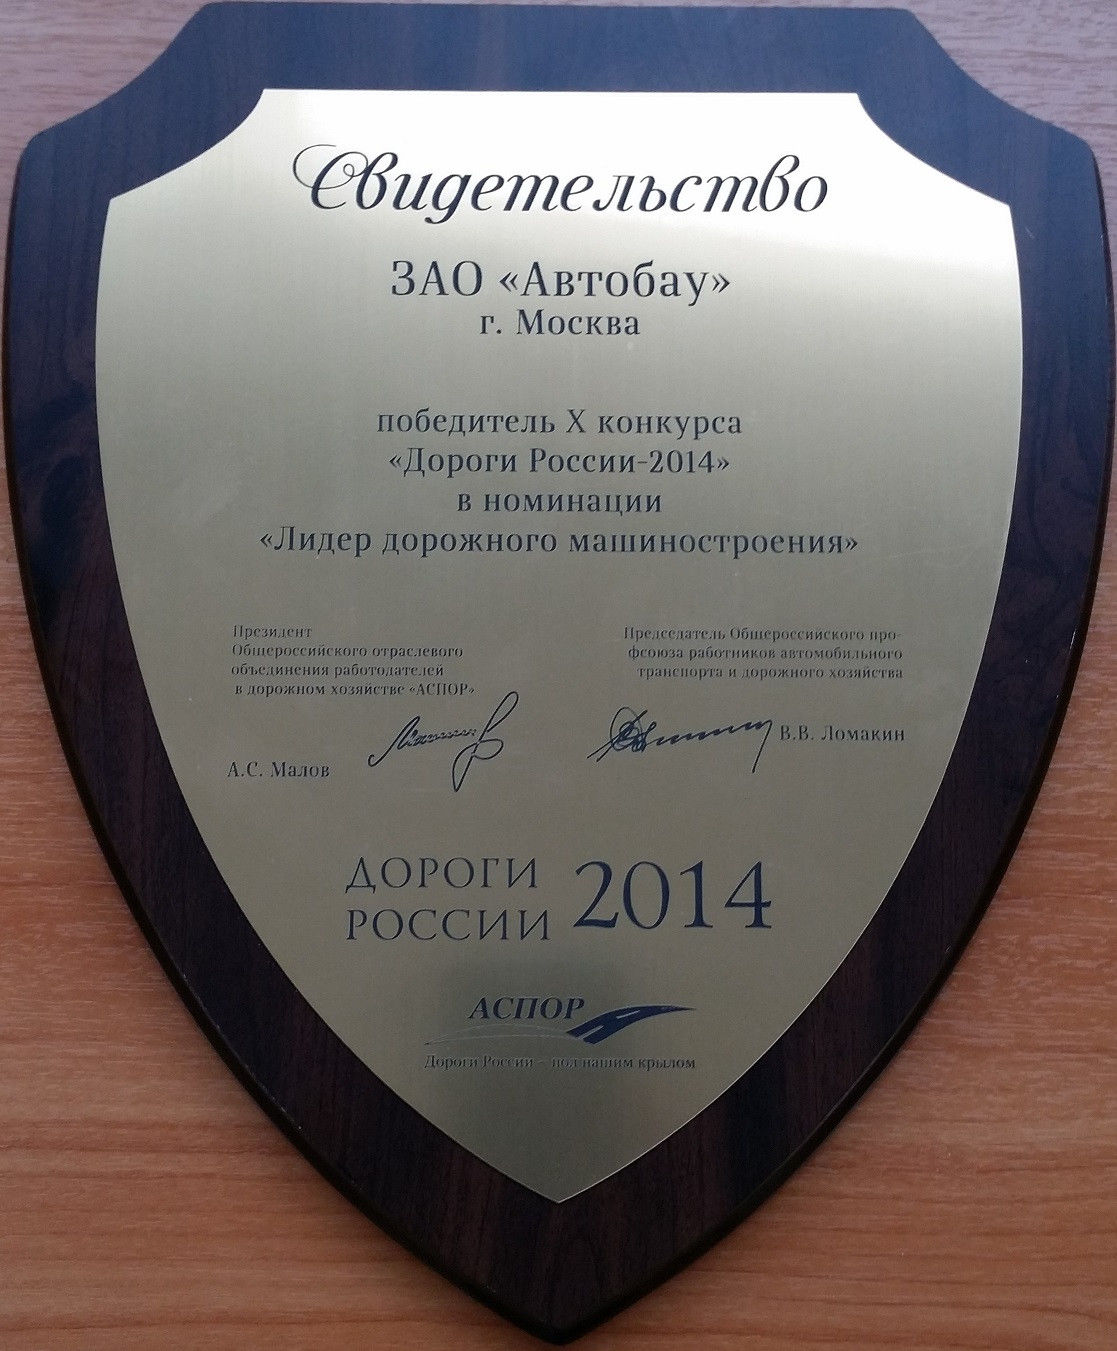 Свидетельство
ЗАО «Автобау»
г. Москва
победитель X конкурса
«Дороги России-2014»
в номинации
«Лидер дорожного машиностроения»
Президент
Общероссийского отраслевого
объединения работодателей
в дорожном хозяйстве «АСПОР»
А.С. Малов
Председатель Общероссийского про-
фсоюза работников автомобильного
транспорта и дорожного хозяйства
В.В. Ломакин
ДОРОГИ
РОССИИ 2014
АСПОР
Дороги России - под нашим крылом